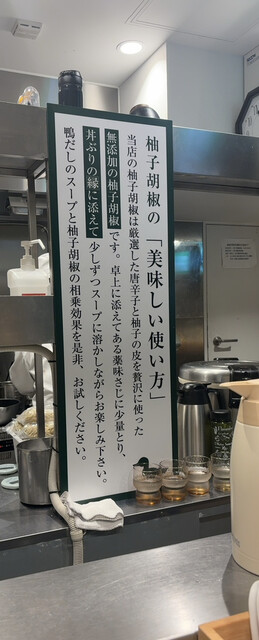 柚子胡椒の「美味しい使い方」
当店の柚子胡椒は厳選した唐辛子と柚子の皮を贅沢に使った
無添加の柚子胡椒です。卓上に添えてある薬味さじに少量とり、
丼ぶりの縁に添えて少しずつスープに溶かしながらお楽しみ下さい。
鴨だしのスープと柚子胡椒の相乗効果を是非、お試しください。